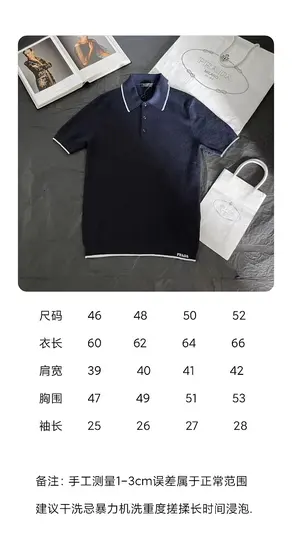 PRADA
尺码 46 48 50 52
衣长 60 62 64 66
肩宽 39 40 41 42
胸围 47 49 51 53
袖长 25 26 27 28
备注：手工测量1-3cm误差属于正常范围
建议干洗忌暴力机洗重度搓揉长时间浸泡.